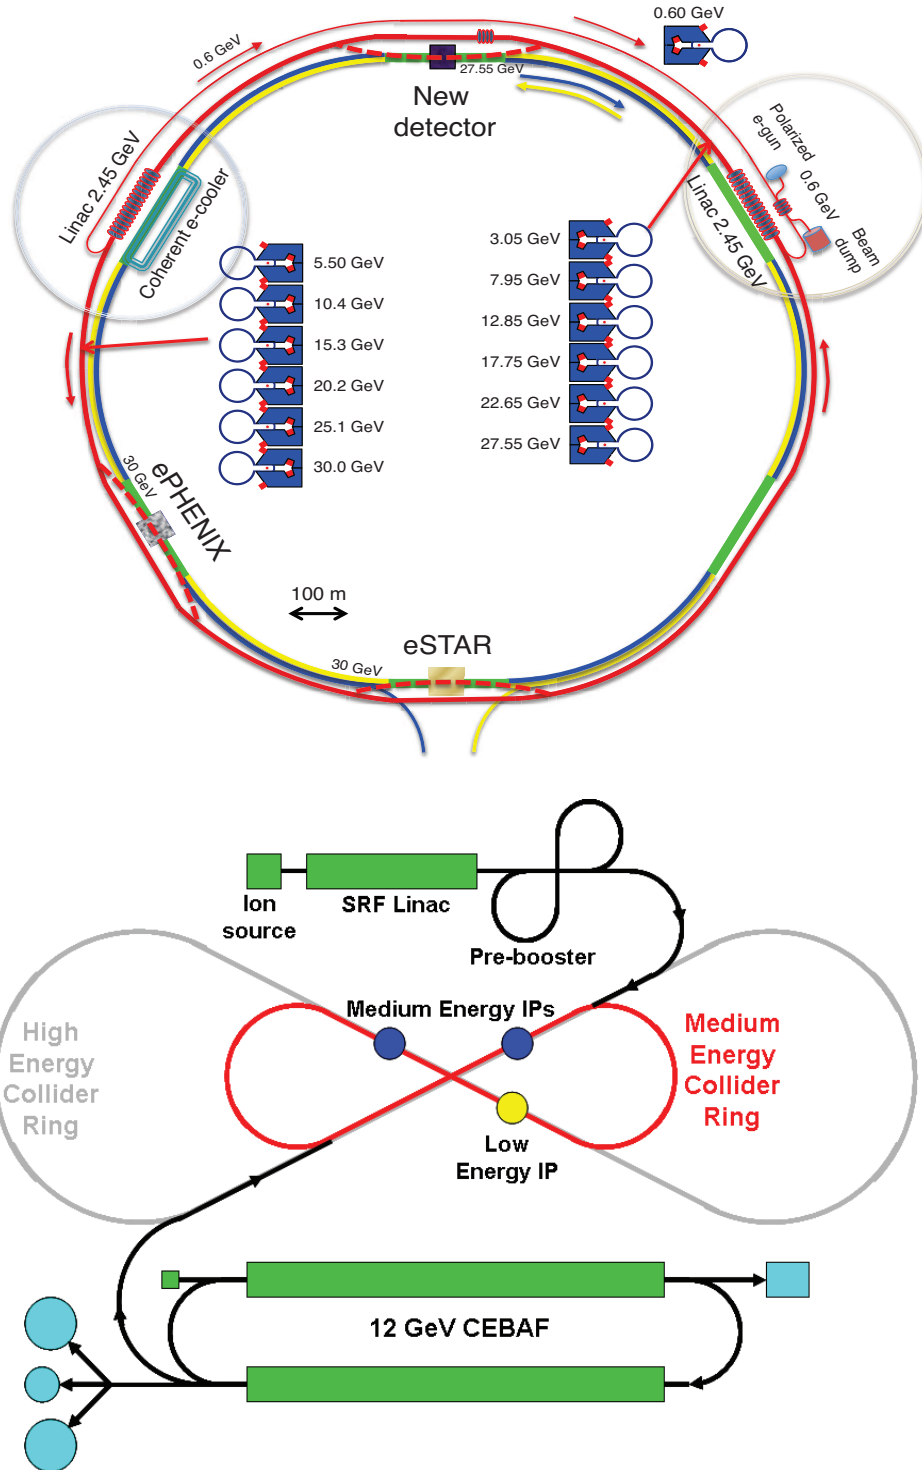 0.60 GeV
0.6 GeV
27.55 GeV
New
detector
Linac 2.45 GeV
Coherent e-cooler
Polarized
e-gun
0.6 GeV
Beam
dump
Linac 2.45 GeV
5.50 GeV
10.4 GeV
15.3 GeV
20.2 GeV
25.1 GeV
30.0 GeV
3.05 GeV
7.95 GeV
12.85 GeV
17.75 GeV
22.65 GeV
27.55 GeV
30 GeV
ePHENIX
100 m
eSTAR
30 GeV
Ion
source
SRF Linac
Pre-booster
Medium Energy IPs
High
Energy
Collider
Ring
Medium
Energy
Collider
Ring
Low
Energy IP
12 GeV CEBAF